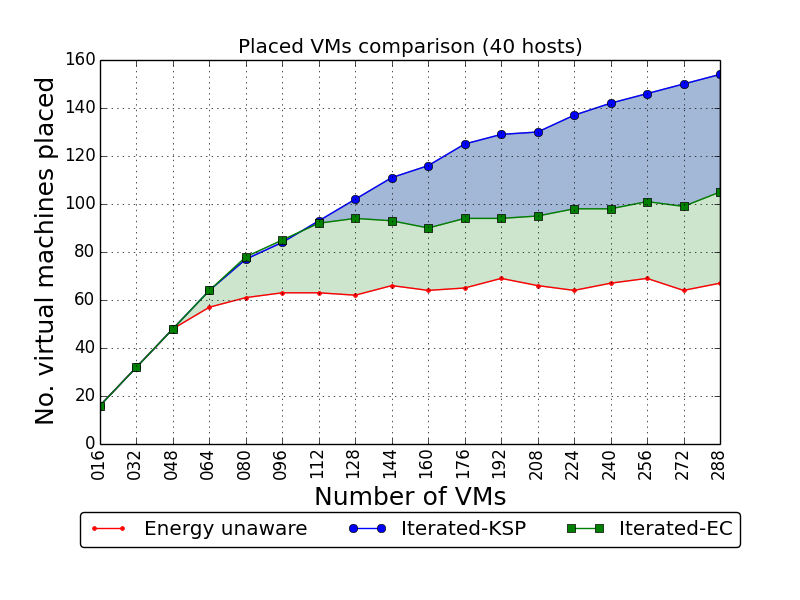 Placed VMs comparison (40 hosts)
160
140
120
100
80
60
40
20
0
No. virtual machines placed
016 032 048 064 080 096 112 128 144 160 176 192 208 224 240 256 272 288
Number of VMs
Energy unaware Iterated-KSP Iterated-EC